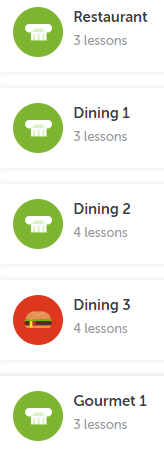 Restaurant
3 lessons
Dining 1
3 lessons
Dining 2
4 lessons
Dining 3
4 lessons
Gourmet 1
3 lessons